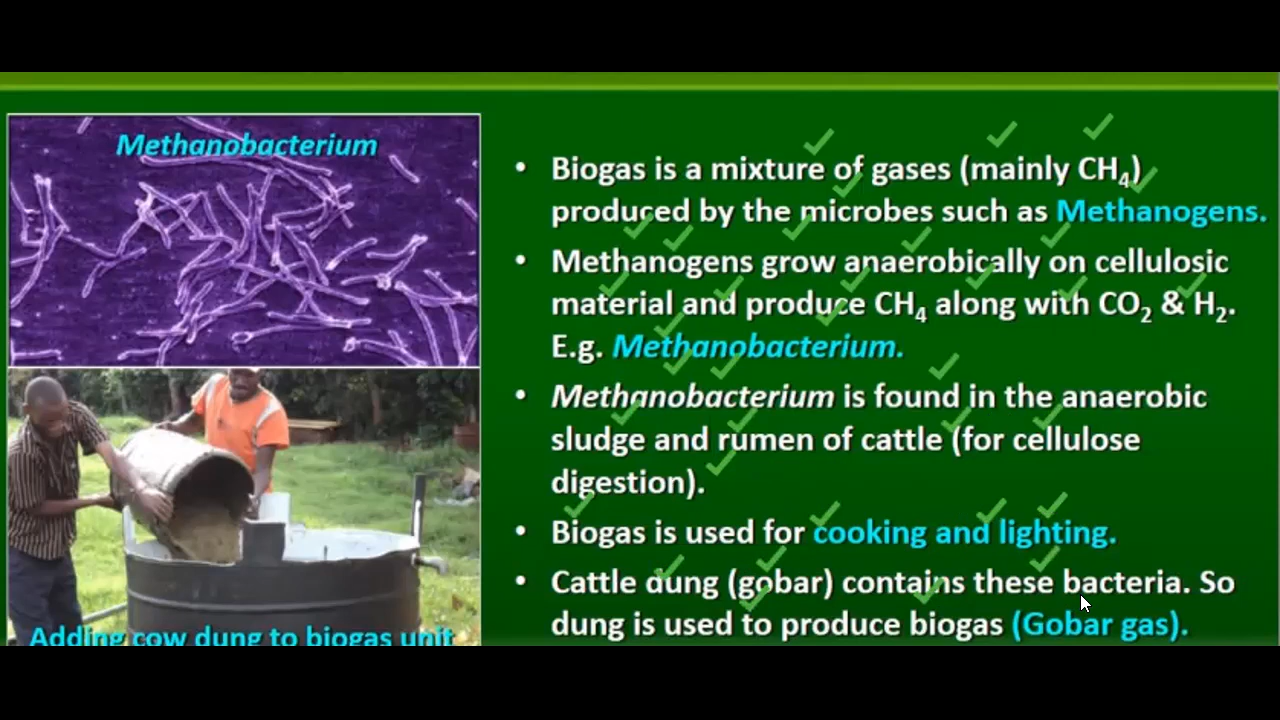 Methanobacterium
Adding cow dung to biogas unit
• Biogas is a mixture of gases (mainly CH₄)
produced by the microbes such as Methanogens.
• Methanogens grow anaerobically on cellulosic
material and produce CH₄ along with CO₂ & H₂.
E.g. Methanobacterium.
• Methanobacterium is found in the anaerobic
sludge and rumen of cattle (for cellulose
digestion).
• Biogas is used for cooking and lighting.
• Cattle dung (gobar) contains these bacteria. So
dung is used to produce biogas (Gobar gas).